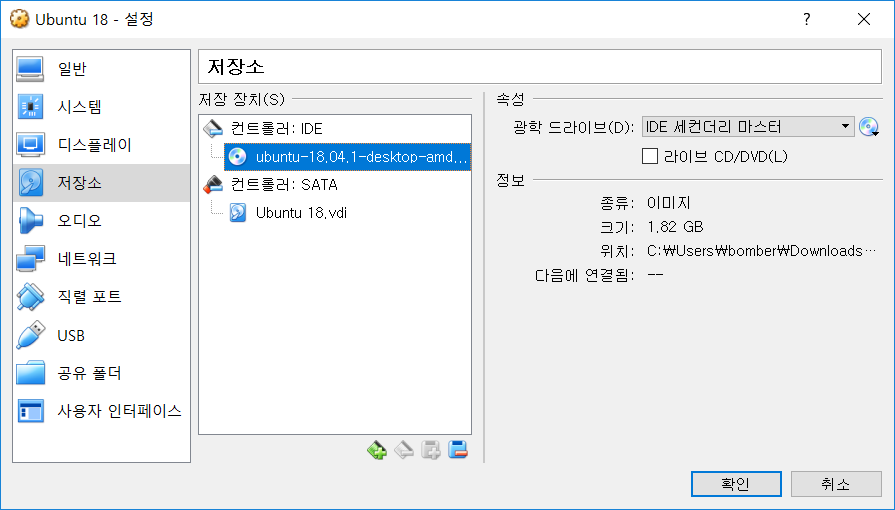 Ubuntu 18 - 설정
?
일반
시스템
디스플레이
저장소
오디오
네트워크
직렬 포트
USB
공유 폴더
사용자 인터페이스
저장소
저장 장치(S)
컨트롤러: IDE
ubuntu-18.04.1-desktop-amd...
컨트롤러: SATA
Ubuntu 18.vdi
속성
광학 드라이브(D): IDE 세컨더리 마스터
라이브 CD/DVD(L)
정보
종류: 이미지
크기: 1.82 GB
위치: C:₩Users₩bomber₩Downloads…
다음에 연결됨: --
확인
취소